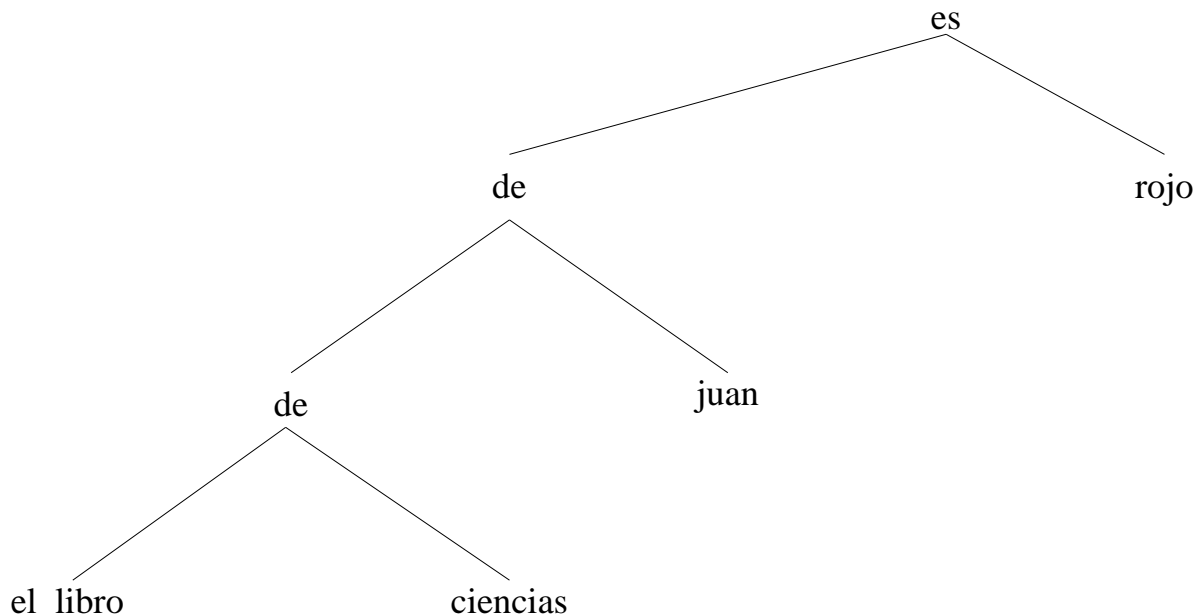 es
de
rojo
de
juan
el libro
ciencias